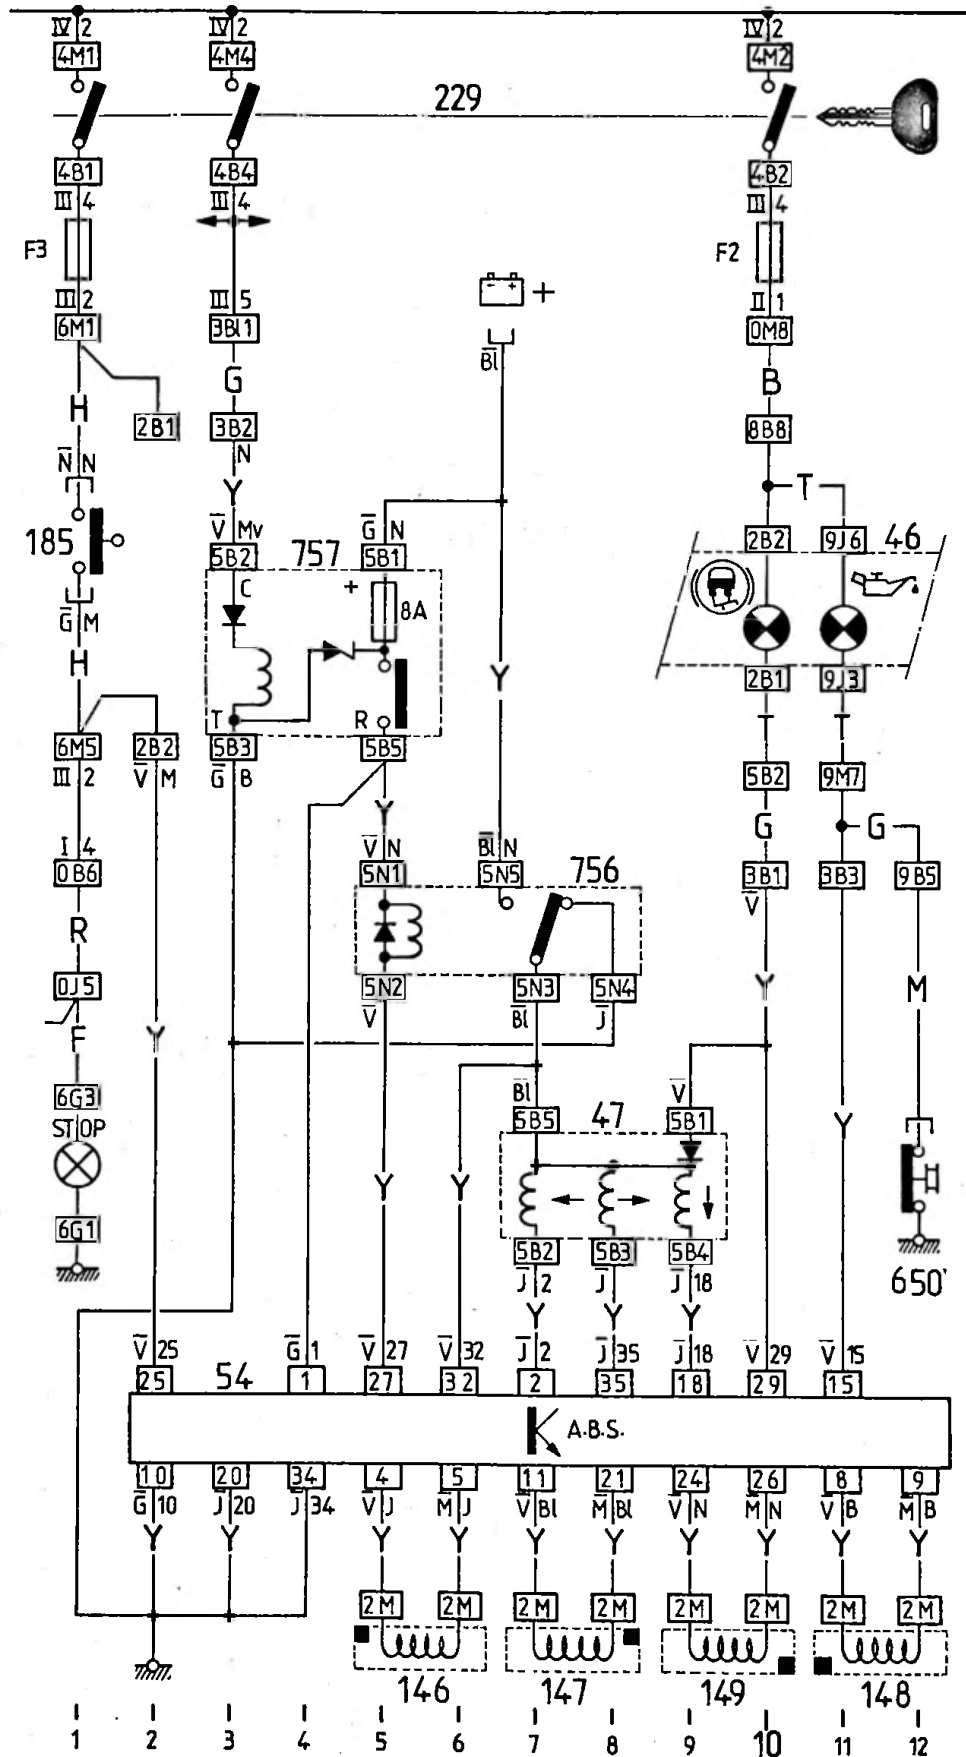 IV 2
IV 2
IV 2
4M1
4M4
4M2
229
4B1
4B4
4B2
III 4
III 4
III 4
F3
F2
III 2
III 5
II 1
+
6M1
3Bl1
0M8
Bl
H
G
B
2B1
3B2
8B8
N N
N
Y
T
185
V Mv
G N
757
5B2
5B1
2B2
9J6
46
C
+
8A
G M
H
T
R
Y
2B1
9J3
6M5
2B2
5B3
5B5
T
T
III 2
V M
G B
5B2
9M7
Y
G
G
I 4
V N
Bl N
756
0B6
5N1
5N5
3B1
3B3
9B5
V
R
0J5
5N2
5N3
5N4
Y
M
V
Bl
J
F
Y
6G3
Bl
V
STOP
5B5
47
5B1
Y
Y
Y
6G1
5B2
5B3
5B4
J 2
J
J 18
650
Y
Y
Y
V 25
G 1
V 27
V 32
J 2
J 35
J 18
V 29
V 15
25
54
1
27
32
2
35
18
29
15
A.B.S.
10
20
34
4
5
11
21
24
26
8
9
G 10
J 20
J 34
V J
M J
V Bl
M Bl
V N
M N
V B
M B
Y
Y
Y
Y
Y
Y
Y
Y
Y
Y
2M
2M
2M
2M
2M
2M
2M
2M
146
147
149
148
1
2
3
4
5
6
7
8
9
10
11
12